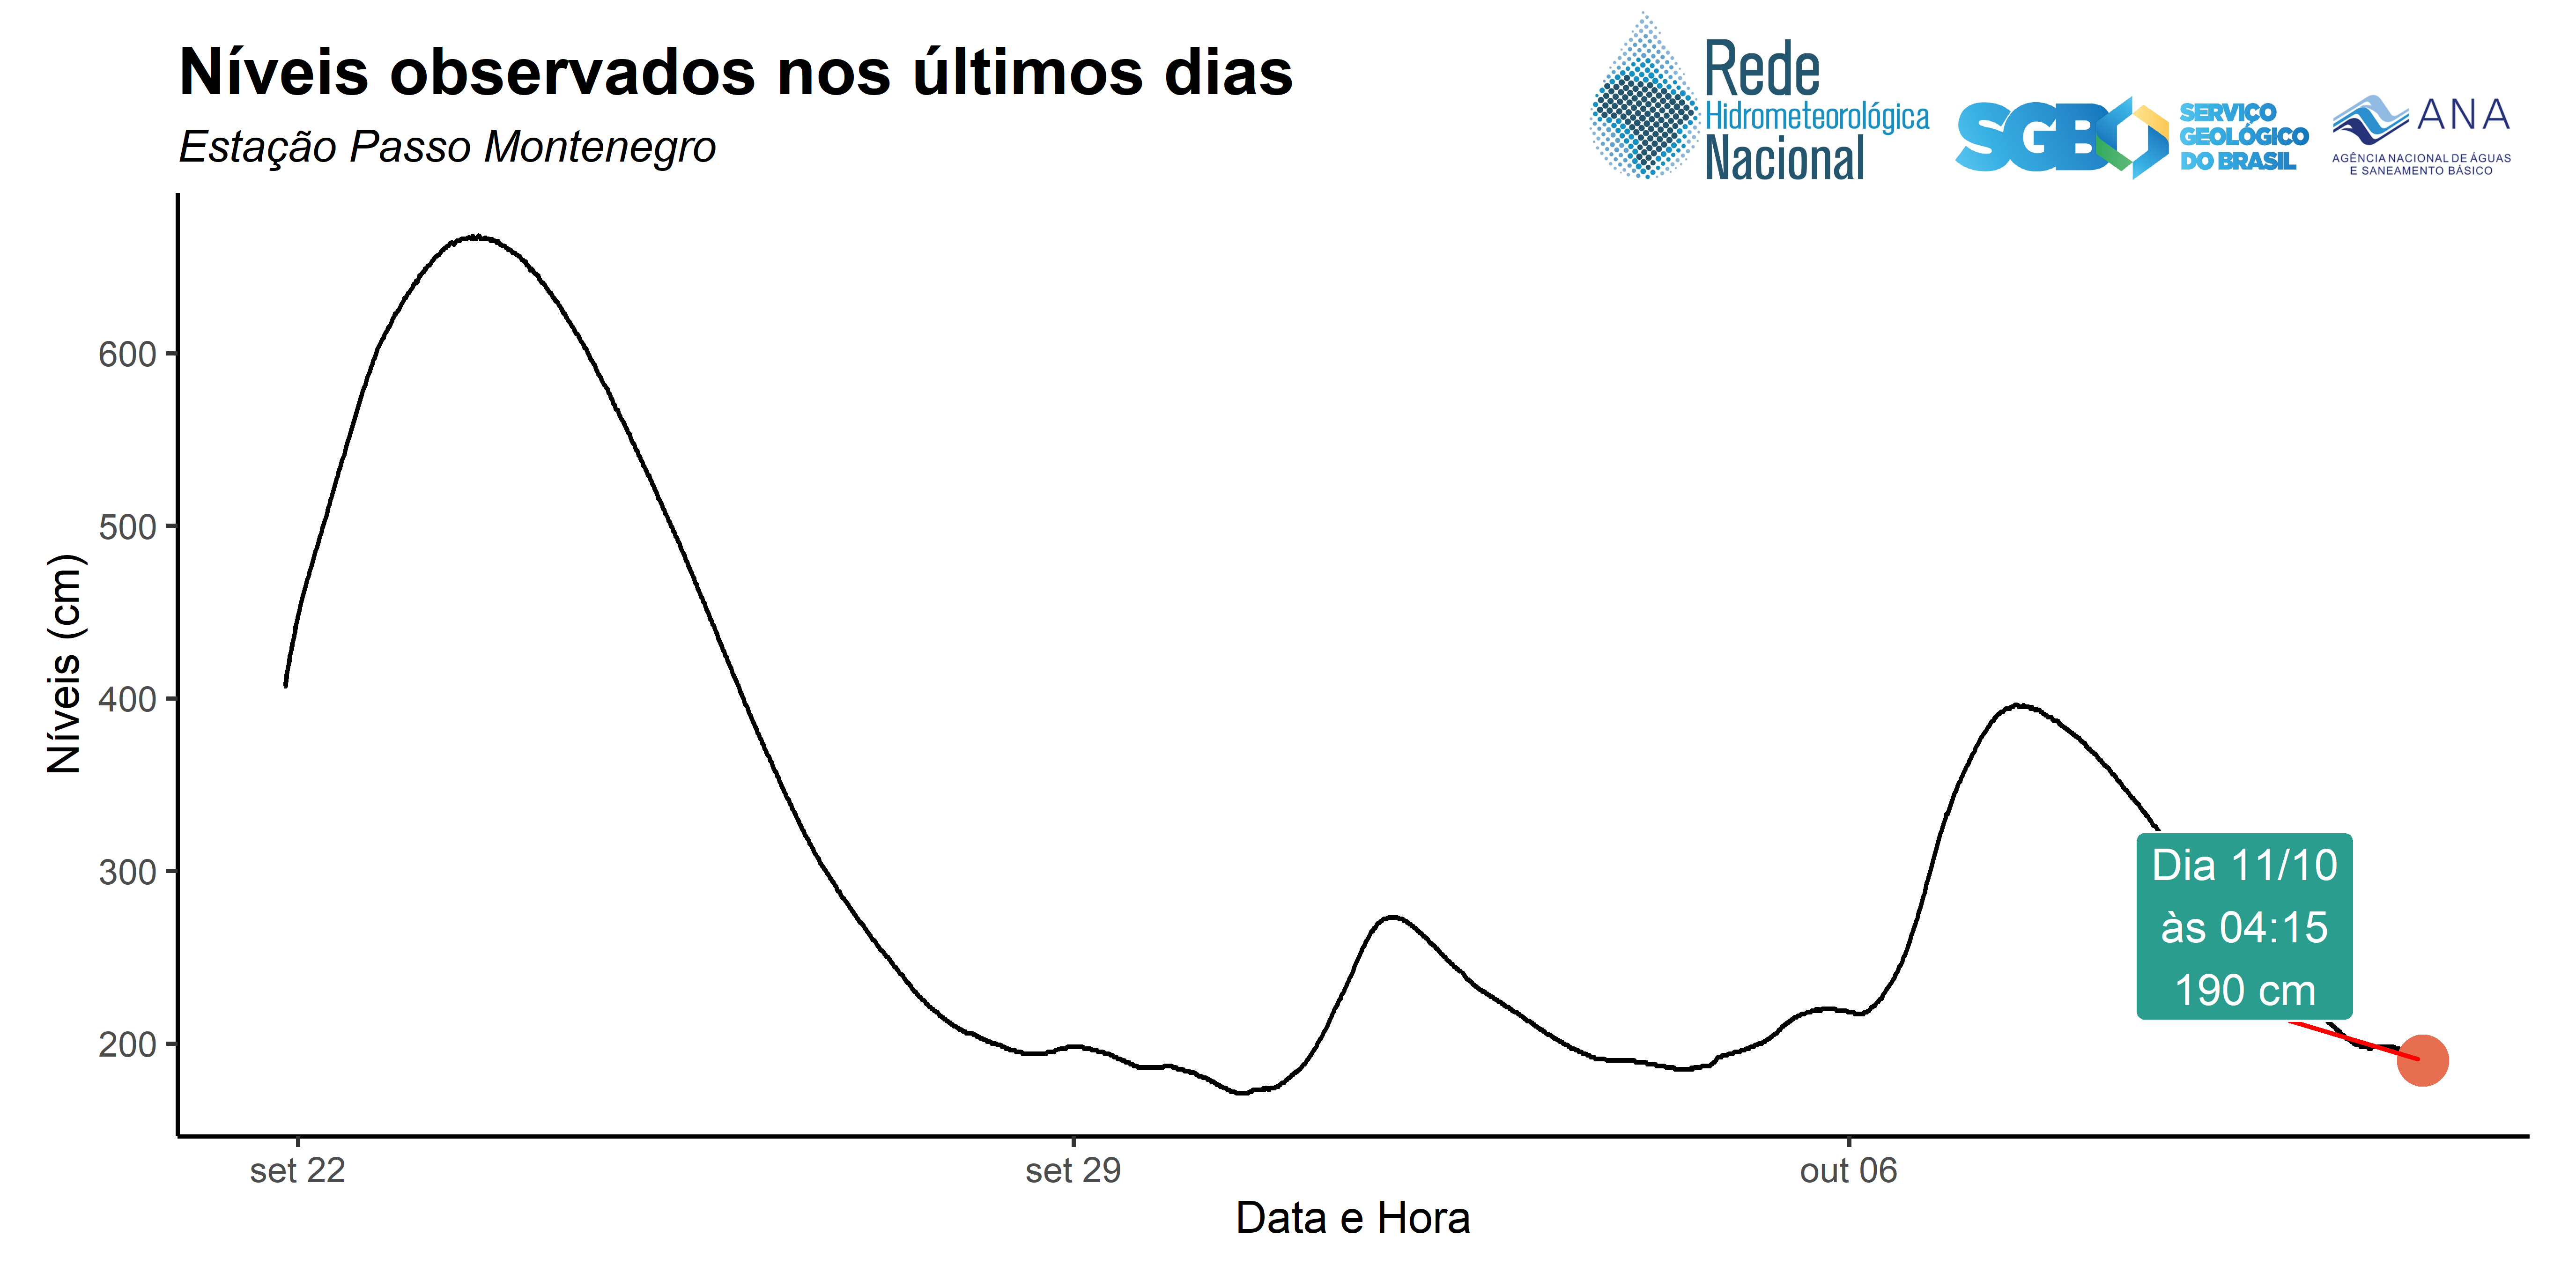 Níveis observados nos últimos dias
Estação Passo Montenegro
Rede
Hidrometeorológica
Nacional
SGB
SERVIÇO
GEOLÓGICO
DO BRASIL
ANA
AGÊNCIA NACIONAL DE ÁGUAS
E SANEAMENTO BÁSICO
Níveis (cm)
600
500
400
300
200
Dia 11/10
às 04:15
190 cm
set 22
set 29
out 06
Data e Hora